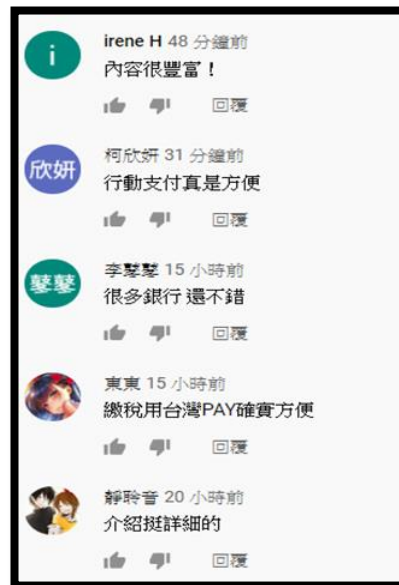 i
irene H 48 分鐘前
內容很豐富！
回覆
欣妍
柯欣妍 31 分鐘前
行動支付真是方便
回覆
李 15 小時前
很多銀行 還不錯
回覆
東東 15 小時前
繳稅用台灣PAY確實方便
回覆
靜聆音 20 小時前
介紹挺詳細的
回覆